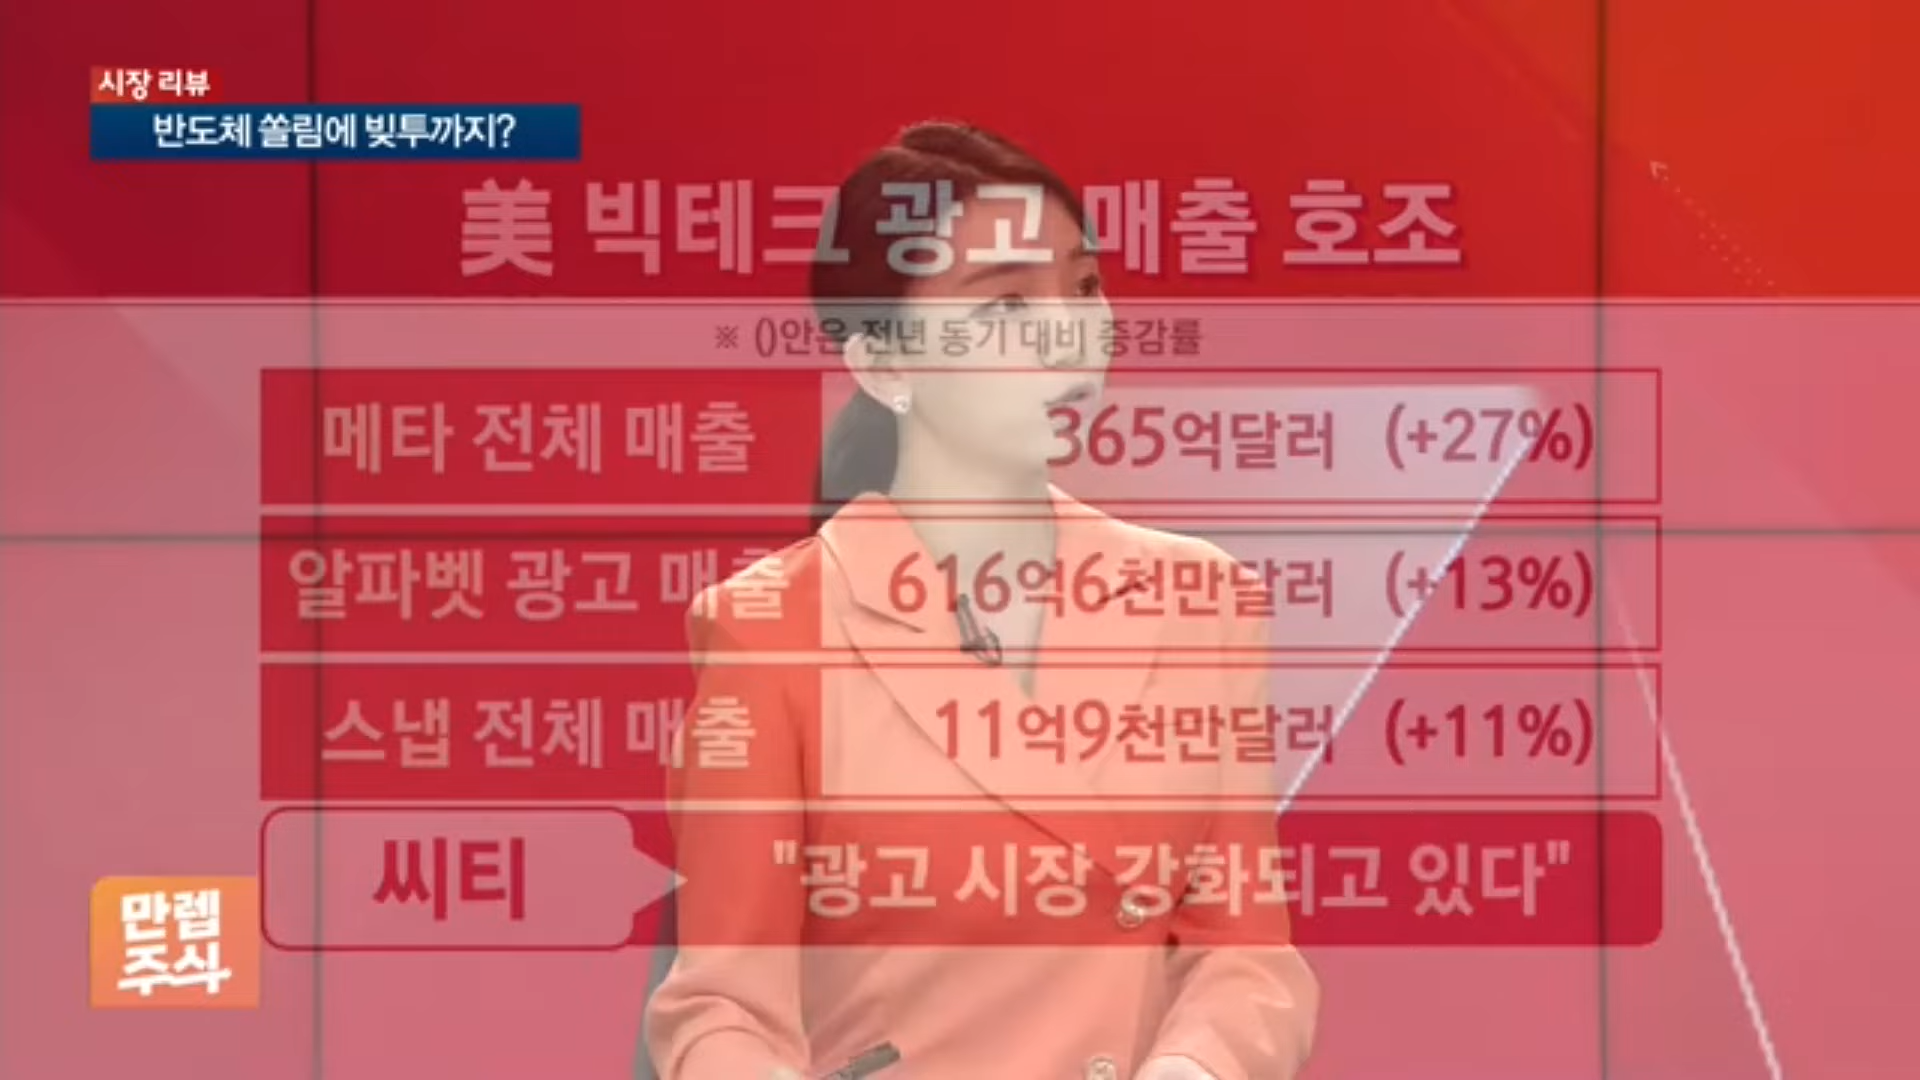 시장 리뷰
반도체 쏠림에 빚투까지?
美 빅테크 광고 매출 호조
※ ()안은 전년 동기 대비 증감률
메타 전체 매출 365억달러 (+27%)
알파벳 광고 매출 616억6천만달러 (+13%)
스냅 전체 매출 11억9천만달러 (+11%)
씨티 "광고 시장 강화되고 있다"
만렙
주식